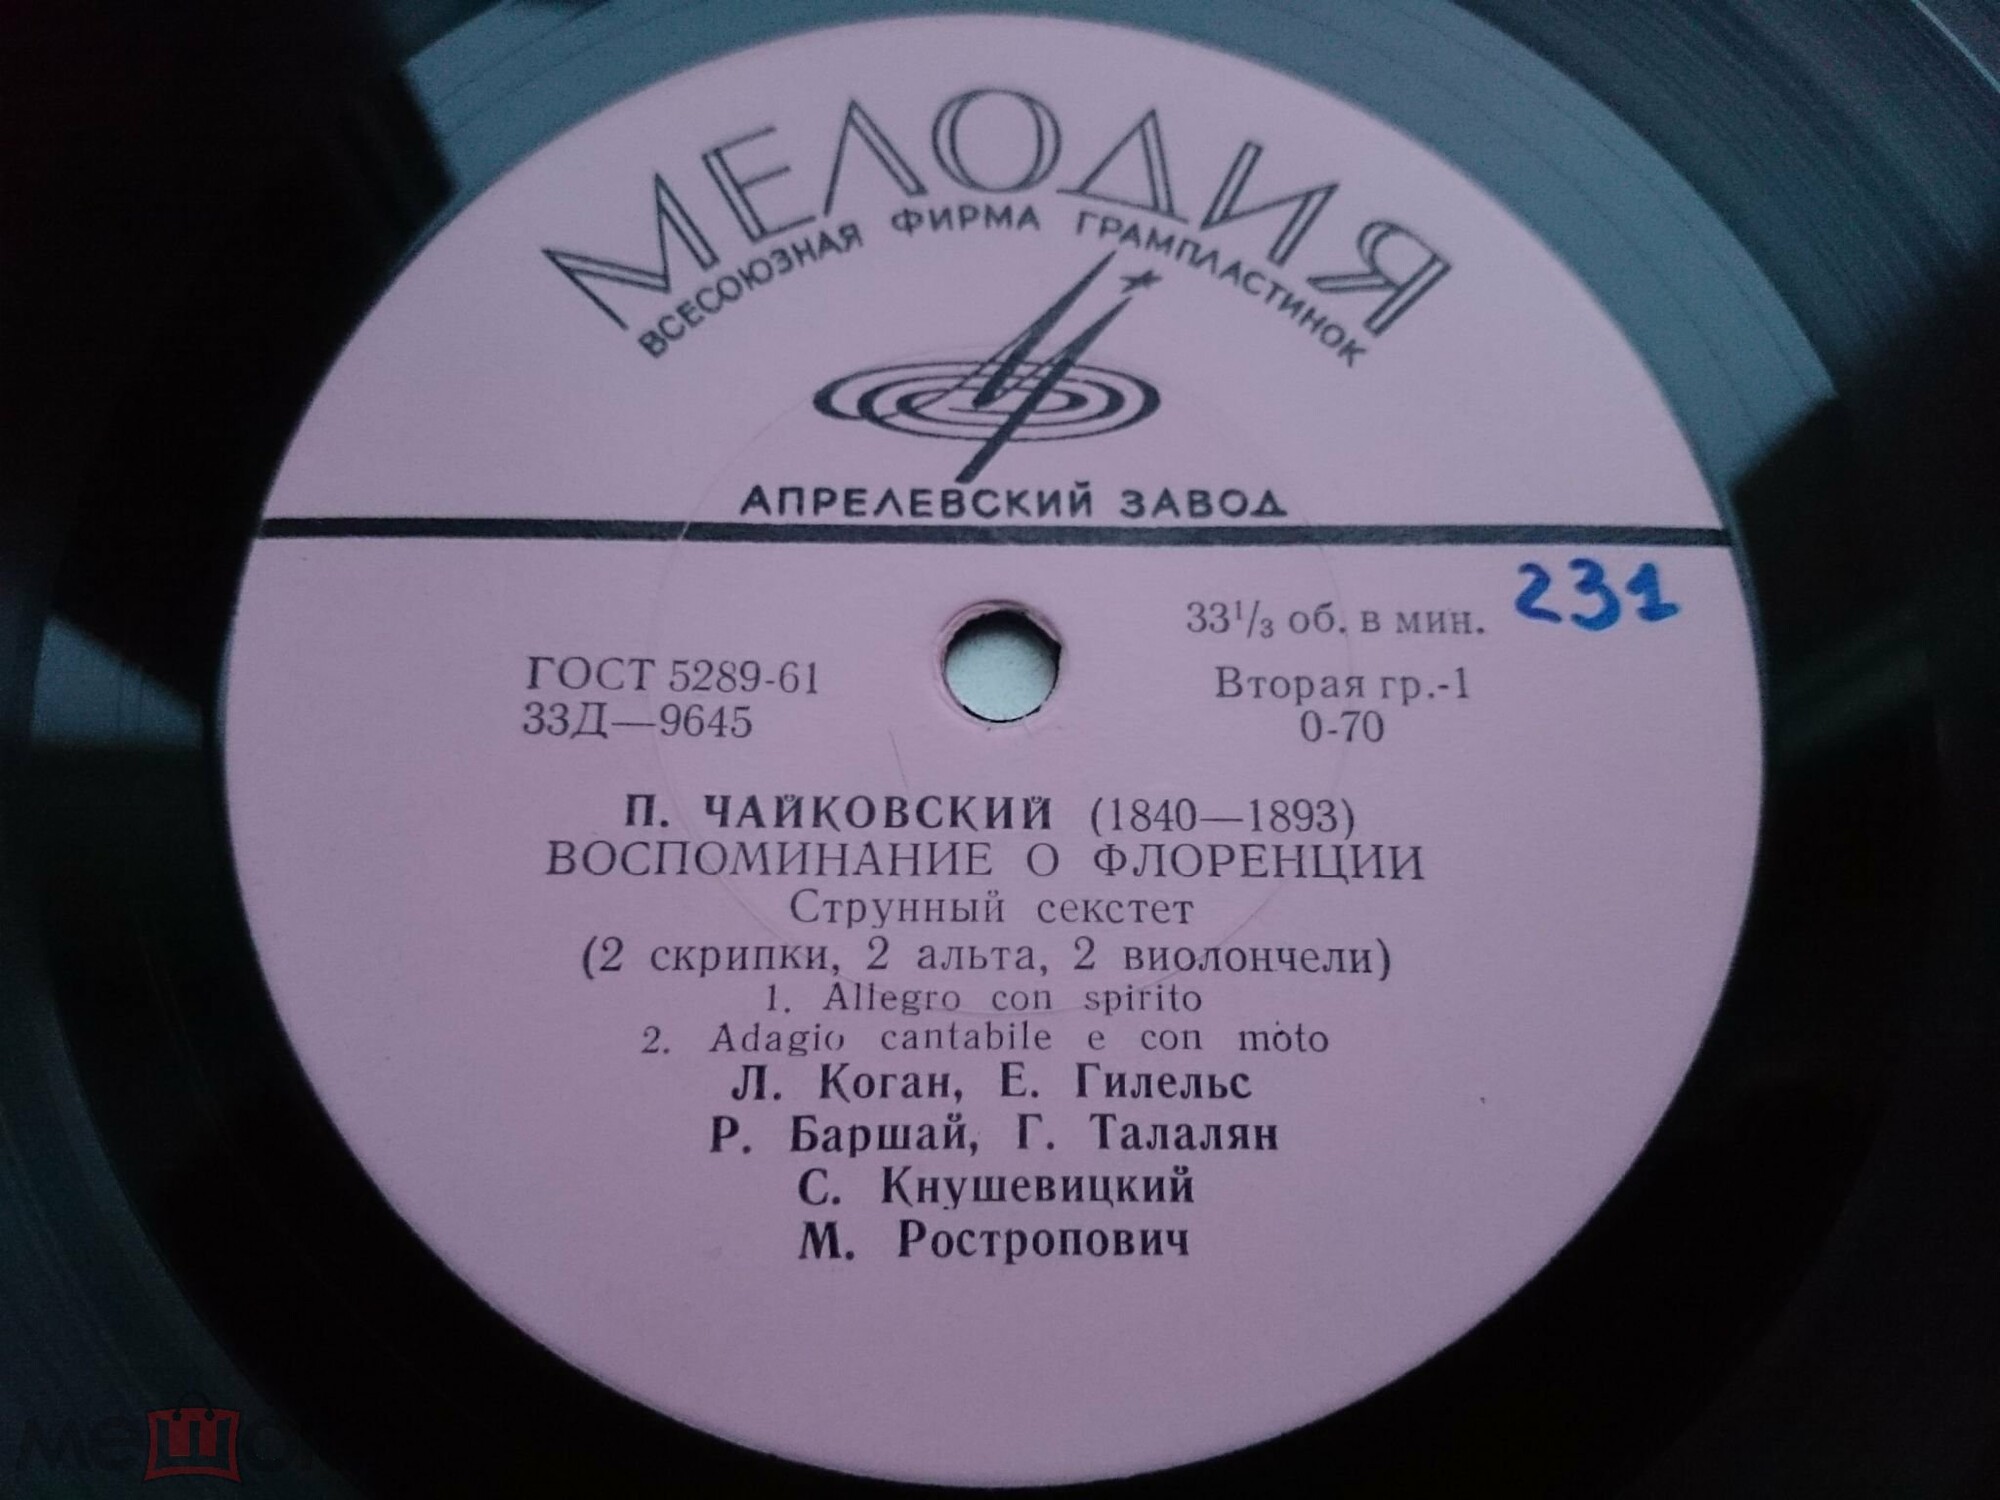 МЕЛОДИЯ
ВСЕСОЮЗНАЯ ФИРМА ГРАМПЛАСТИНОК
АПРЕЛЕВСКИЙ ЗАВОД
33¹/₃ об. в мин. 231
ГОСТ 5289-61 Вторая гр.-1
33Д—9645 0-70
П. ЧАЙКОВСКИЙ (1840—1893)
ВОСПОМИНАНИЕ О ФЛОРЕНЦИИ
Струнный секстет
(2 скрипки, 2 альта, 2 виолончели)
1. Allegro con spirito
2. Adagio cantabile e con moto
Л. Коган, Е. Гилельс
Р. Баршай, Г. Талалян
С. Кнушевицкий
М. Ростропович